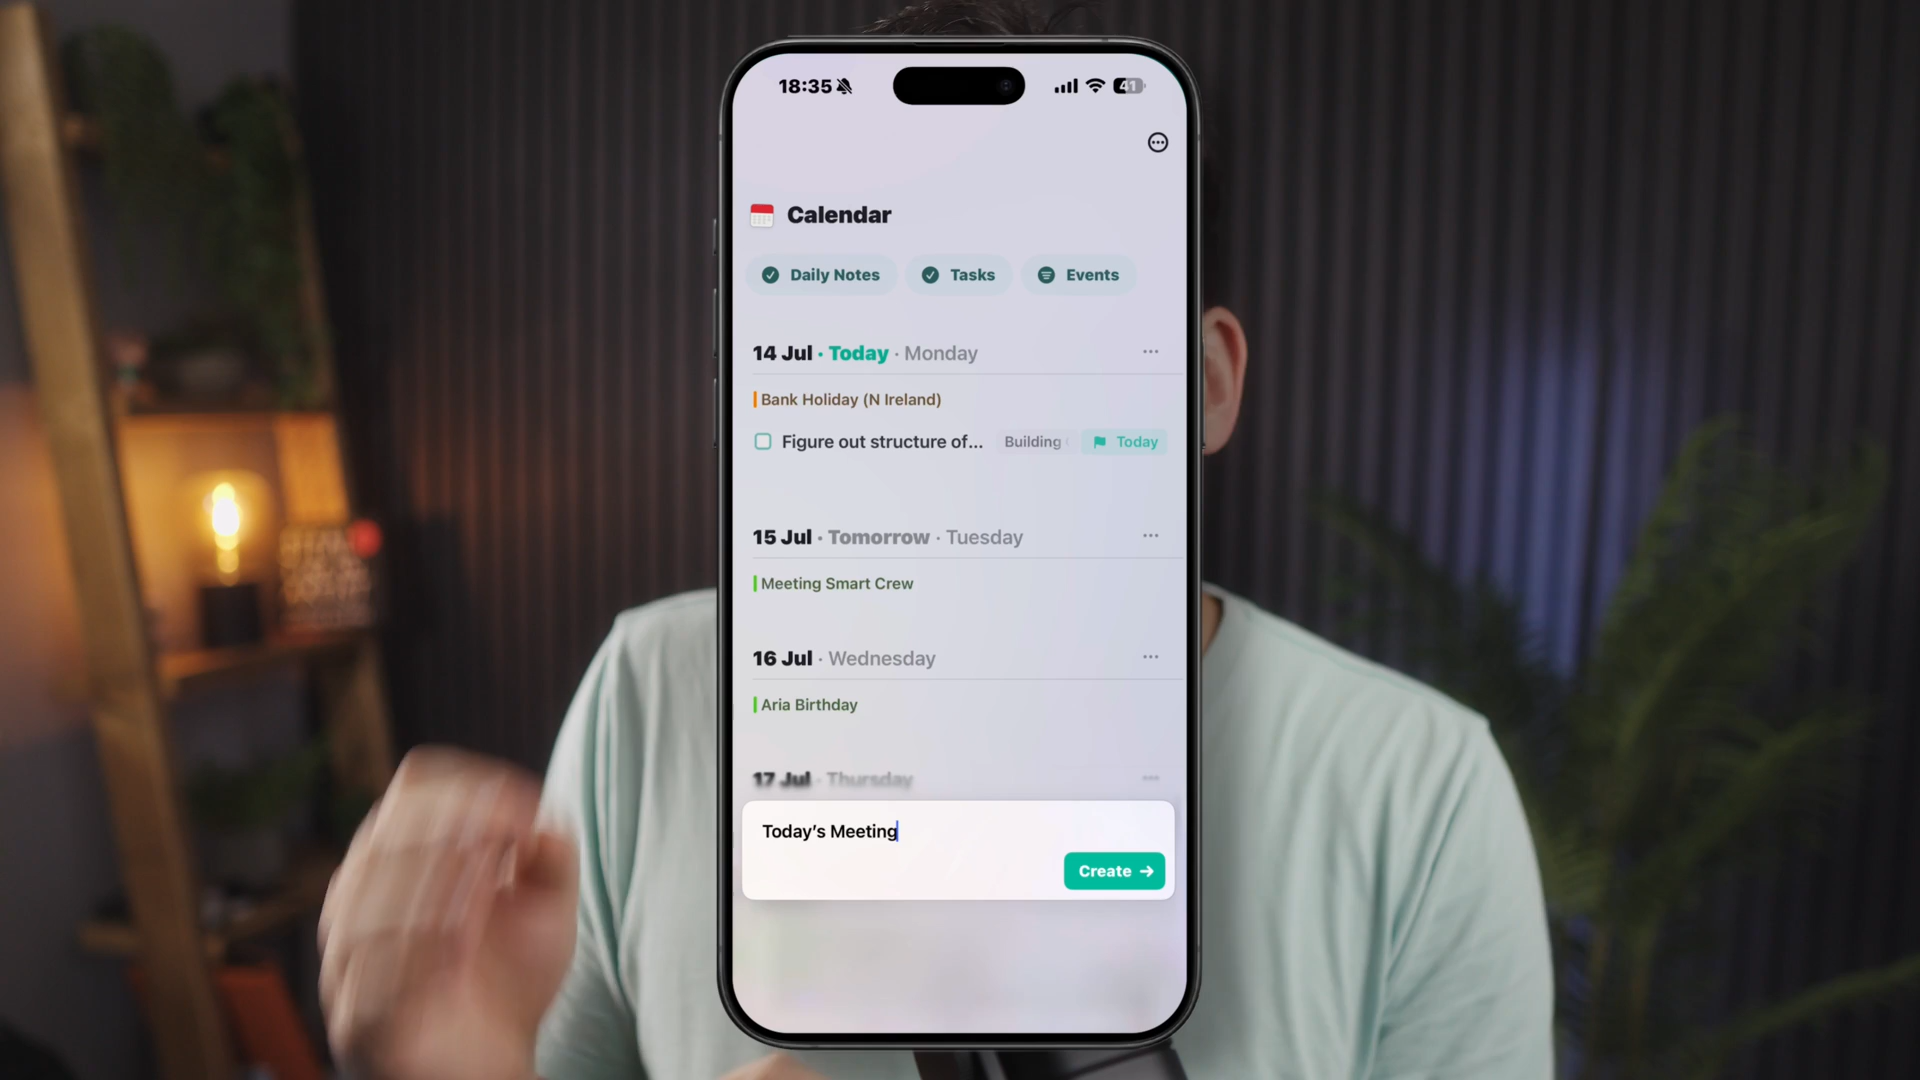 18:35
41
Calendar
Daily Notes
Tasks
Events
14 Jul · Today · Monday
Bank Holiday (N Ireland)
Figure out structure of... Building Today
15 Jul · Tomorrow · Tuesday
Meeting Smart Crew
16 Jul · Wednesday
Aria Birthday
17 Jul · Thursday
Today's Meeting
Create →